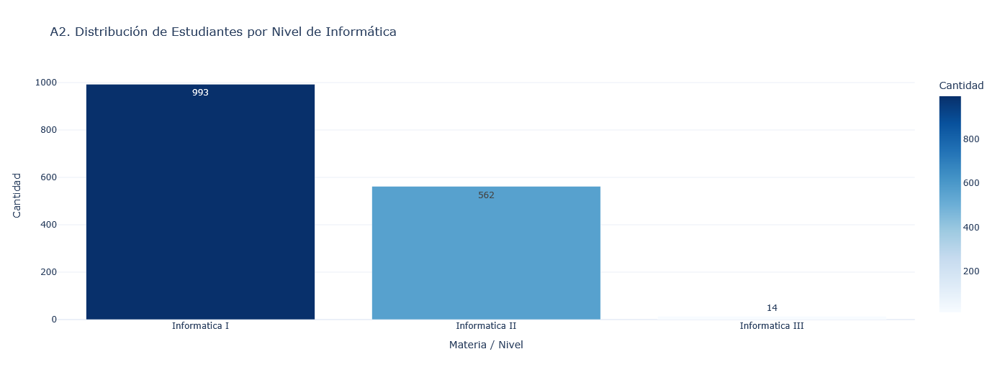 A2. Distribución de Estudiantes por Nivel de Informática
Cantidad
1000
800
600
400
200
0
993
562
14
Informatica I
Informatica II
Informatica III
Materia / Nivel
Cantidad
800
600
400
200